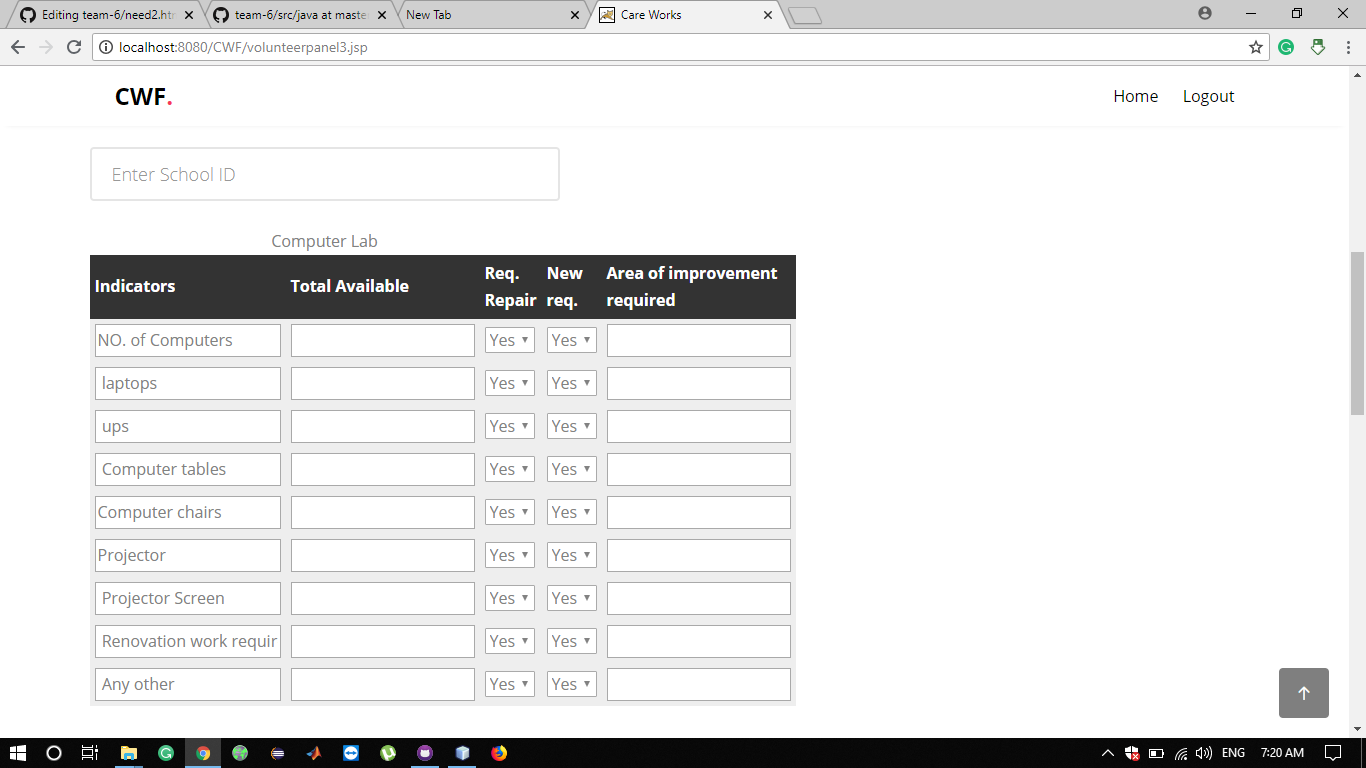 Editing team-6/need2.htm
team-6/src/java at master
New Tab
Care Works
localhost:8080/CWF/volunteerpanel3.jsp
CWF.
Home Logout
Enter School ID
Computer Lab
Indicators Total Available Req. Repair New req. Area of improvement required
NO. of Computers Yes Yes
laptops Yes Yes
ups Yes Yes
Computer tables Yes Yes
Computer chairs Yes Yes
Projector Yes Yes
Projector Screen Yes Yes
Renovation work requir Yes Yes
Any other Yes Yes
ENG 7:20 AM